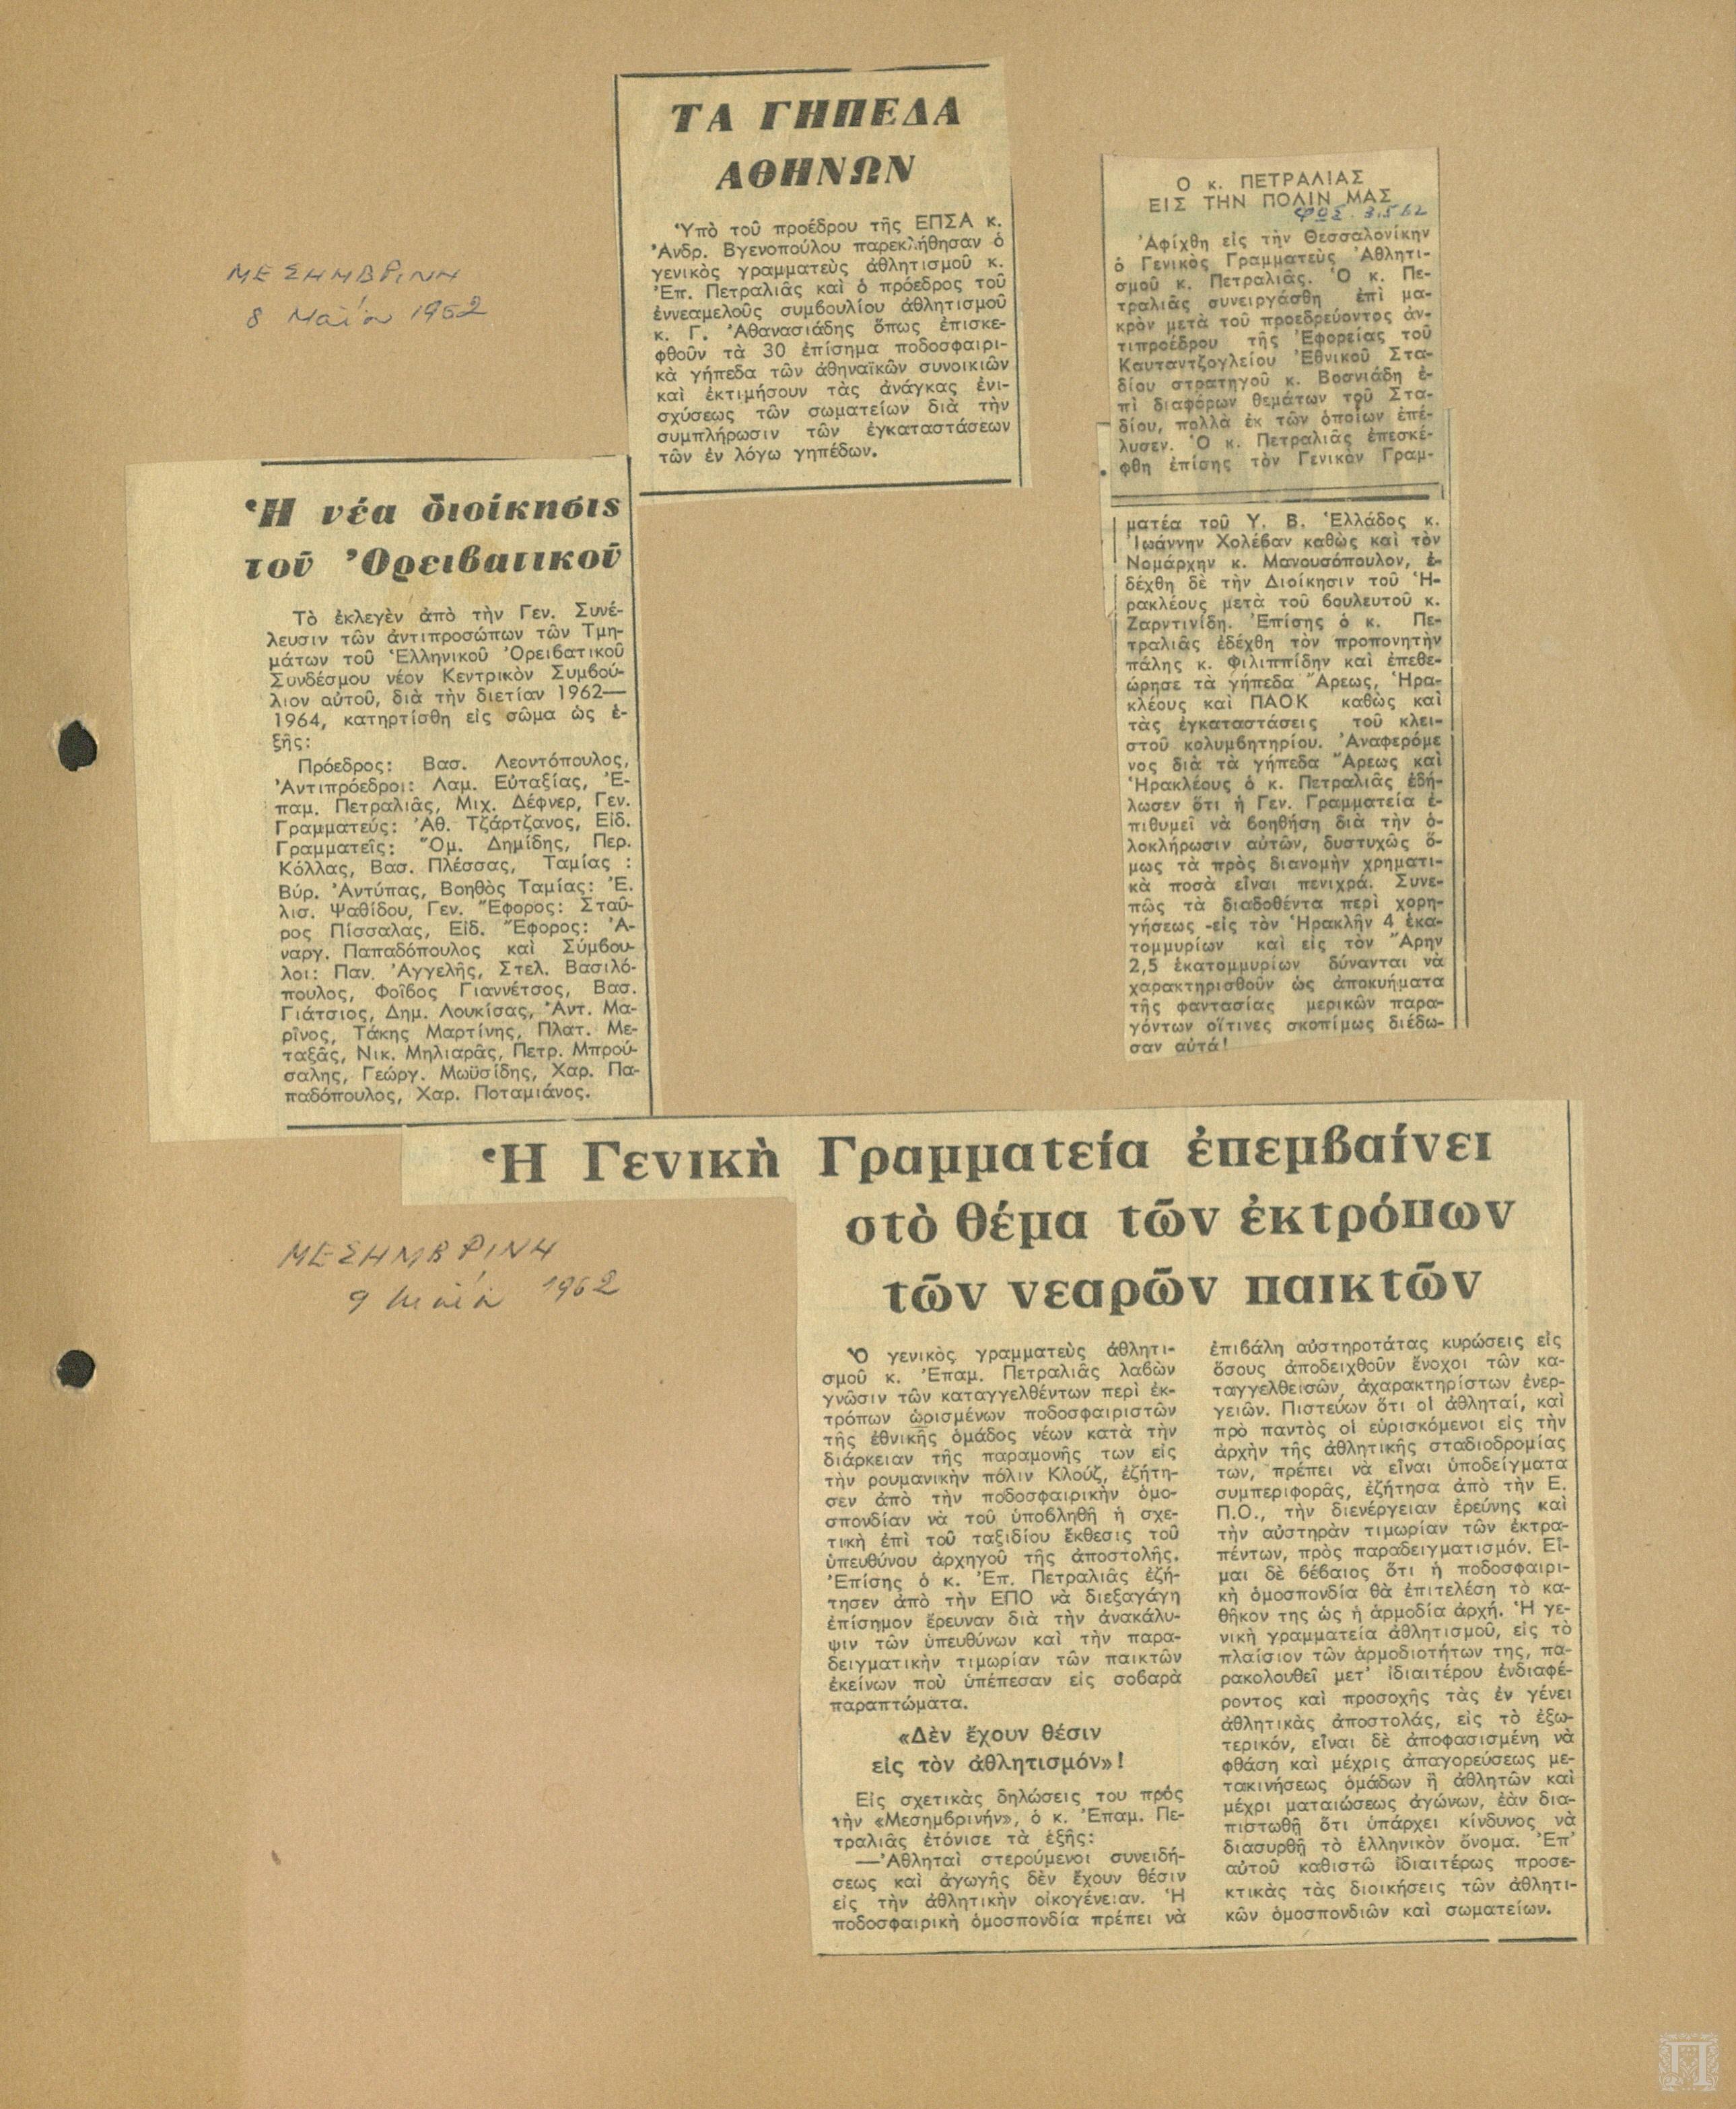 ΜΕΣΗΜΒΡΙΝΗ
8 Μαΐου 1962
ΤΑ ΓΗΠΕΔΑ
ΑΘΗΝΩΝ
Ὑπὸ τοῦ προέδρου τῆς ΕΠΣΑ κ.
Ἀνδρ. Βγενοπούλου παρεκλήθησαν ὁ
γενικὸς γραμματεὺς ἀθλητισμοῦ κ.
Ἐπ. Πετραλιᾶς καὶ ὁ πρόεδρος τοῦ
ἐννεαμελοῦς συμβουλίου ἀθλητισμοῦ
κ. Γ. Ἀθανασιάδης ὅπως ἐπισκε-
φθοῦν τὰ 30 ἐπίσημα ποδοσφαιρι-
κὰ γήπεδα τῶν ἀθηναϊκῶν συνοικιῶν
καὶ ἐκτιμήσουν τὰς ἀνάγκας ἐνι-
σχύσεως τῶν σωματείων διὰ τὴν
συμπλήρωσιν τῶν ἐγκαταστάσεων
τῶν ἐν λόγω γηπέδων.
Ἡ νέα διοίκησις
τοῦ Ὀρειβατικοῦ
Τὸ ἐκλεγὲν ἀπὸ τὴν Γεν. Συνέ-
λευσιν τῶν ἀντιπροσώπων τῶν Τμη-
μάτων τοῦ Ἑλληνικοῦ Ὀρειβατικοῦ
Συνδέσμου νέον Κεντρικὸν Συμβού-
λιον αὐτοῦ, διὰ τὴν διετίαν 1962—
1964, κατηρτίσθη εἰς σῶμα ὡς ἑ-
ξῆς:
Πρόεδρος: Βασ. Λεοντόπουλος,
Ἀντιπρόεδροι: Λαμ. Εὐταξίας, Ἐ-
παμ. Πετραλιᾶς, Μιχ. Δέφνερ, Γεν.
Γραμματεύς: Ἀθ. Τζάρτζανος, Εἰδ.
Γραμματεῖς: Ὁμ. Δημίδης, Περ.
Κόλλας, Βασ. Πλέσσας, Ταμίας :
Βύρ. Ἀντύπας, Βοηθὸς Ταμίας: Ἐ.
λισ. Ψαθίδου, Γεν. Ἔφορος: Σταῦ-
ρος Πίσσαλας, Εἰδ. Ἔφορος: Ἀ-
ναργ. Παπαδόπουλος καὶ Σύμβου-
λοι: Παν. Ἀγγελῆς, Στελ. Βασιλό-
πουλος, Φοῖβος Γιαννέτσος, Βασ.
Γιάτσιος, Δημ. Λουκίσας, Ἀντ. Μα-
ρῖνος, Τάκης Μαρτίνης, Πλατ. Με-
ταξᾶς, Νικ. Μηλιαρᾶς, Πετρ. Μπρού-
σαλης, Γεώργ. Μωϋσίδης, Χαρ. Πα-
παδόπουλος, Χαρ. Ποταμιάνος.
Ο κ. ΠΕΤΡΑΛΙΑΣ
ΕΙΣ ΤΗΝ ΠΟΛΙΝ ΜΑΣ
ΦΩΣ. 3.5.62
Ἀφίχθη εἰς τὴν Θεσσαλονίκην
ὁ Γενικὸς Γραμματεὺς Ἀθλητι-
σμοῦ κ. Πετραλιᾶς. Ὁ κ. Πε-
τραλιᾶς συνειργάσθη ἐπὶ μα-
κρὸν μετὰ τοῦ προεδρεύοντος ἀν-
τιπροέδρου τῆς Ἐφορείας τοῦ
Καυταντζογλείου Ἐθνικοῦ Στα-
δίου στρατηγοῦ κ. Βοσνιάδη ἐ-
πὶ διαφόρων θεμάτων τοῦ Στα-
δίου, πολλὰ ἐκ τῶν ὁποίων ἐπέ-
λυσεν. Ὁ κ. Πετραλιᾶς ἐπεσκέ-
φθη ἐπίσης τὸν Γενικὸν Γραμ-
ματέα τοῦ Υ. Β. Ἑλλάδος κ.
Ἰωάννην Χολέβαν καθὼς καὶ τὸν
Νομάρχην κ. Μανουσόπουλον, ἐ-
δέχθη δὲ τὴν Διοίκησιν τοῦ Ἡ-
ρακλέους μετὰ τοῦ βουλευτοῦ κ.
Ζαρντινίδη. Ἐπίσης ὁ κ. Πε-
τραλιᾶς ἐδέχθη τὸν προπονητὴν
πάλης κ. Φιλιππίδην καὶ ἐπεθε-
ώρησε τὰ γήπεδα Ἄρεως, Ἡρα-
κλέους καὶ ΠΑΟΚ καθὼς καὶ
τὰς ἐγκαταστάσεις τοῦ κλει-
στοῦ κολυμβητηρίου. Ἀναφερόμε
νος διὰ τὰ γήπεδα Ἄρεως καὶ
Ἡρακλέους ὁ κ. Πετραλιᾶς ἐδή-
λωσεν ὅτι ἡ Γεν. Γραμματεία ἐ-
πιθυμεῖ νὰ βοηθήση διὰ τὴν ὁ-
λοκλήρωσιν αὐτῶν, δυστυχῶς ὅ-
μως τὰ πρὸς διανομὴν χρηματι-
κὰ ποσὰ εἶναι πενιχρά. Συνε-
πῶς τὰ διαδοθέντα περὶ χορη-
γήσεως -εἰς τὸν Ἡρακλῆν 4 ἑκα-
τομμυρίων καὶ εἰς τὸν Ἄρην
2,5 ἑκατομμυρίων δύνανται νὰ
χαρακτηρισθοῦν ὡς ἀποκυήματα
τῆς φαντασίας μερικῶν παρα-
γόντων οἵτινες σκοπίμως διέδω-
σαν αὐτά!
Ἡ Γενικὴ Γραμματεία ἐπεμβαίνει
στὸ θέμα τῶν ἐκτρόπων
τῶν νεαρῶν παικτῶν
ΜΕΣΗΜΒΡΙΝΗ
9 Μαΐου 1962
Ὁ γενικὸς γραμματεὺς ἀθλητι-
σμοῦ κ. Ἐπαμ. Πετραλιᾶς λαβὼν
γνῶσιν τῶν καταγγελθέντων περὶ ἐκ-
τρόπων ὡρισμένων ποδοσφαιριστῶν
τῆς ἐθνικῆς ὁμάδος νέων κατὰ τὴν
διάρκειαν τῆς παραμονῆς των εἰς
τὴν ρουμανικὴν πόλιν Κλούζ, ἐζήτη-
σεν ἀπὸ τὴν ποδοσφαιρικὴν ὁμο-
σπονδίαν νὰ τοῦ ὑποβληθῆ ἡ σχε-
τικὴ ἐπὶ τοῦ ταξιδίου ἔκθεσις τοῦ
ὑπευθύνου ἀρχηγοῦ τῆς ἀποστολῆς.
Ἐπίσης ὁ κ. Ἐπ. Πετραλιᾶς ἐζή-
τησεν ἀπὸ τὴν ΕΠΟ νὰ διεξαγάγη
ἐπίσημον ἔρευναν διὰ τὴν ἀνακάλυ-
ψιν τῶν ὑπευθύνων καὶ τὴν παρα-
δειγματικὴν τιμωρίαν τῶν παικτῶν
ἐκείνων ποὺ ὑπέπεσαν εἰς σοβαρὰ
παραπτώματα.
«Δὲν ἔχουν θέσιν
εἰς τὸν ἀθλητισμόν»!
Εἰς σχετικὰς δηλώσεις του πρὸς
τὴν «Μεσημβρινήν», ὁ κ. Ἐπαμ. Πε-
τραλιᾶς ἐτόνισε τὰ ἑξῆς:
—Ἀθληταὶ στερούμενοι συνειδή-
σεως καὶ ἀγωγῆς δὲν ἔχουν θέσιν
εἰς τὴν ἀθλητικὴν οἰκογένειαν. Ἡ
ποδοσφαιρικὴ ὁμοσπονδία πρέπει νὰ
ἐπιβάλη αὐστηροτάτας κυρώσεις εἰς
ὅσους ἀποδειχθοῦν ἔνοχοι τῶν κα-
ταγγελθεισῶν ἀχαρακτηρίστων ἐνερ-
γειῶν. Πιστεύων ὅτι οἱ ἀθληταί, καὶ
πρὸ παντὸς οἱ εὑρισκόμενοι εἰς τὴν
ἀρχὴν τῆς ἀθλητικῆς σταδιοδρομίας
των, πρέπει νὰ εἶναι ὑποδείγματα
συμπεριφορᾶς, ἐζήτησα ἀπὸ τὴν Ε.
Π.Ο., τὴν διενέργειαν ἐρεύνης καὶ
τὴν αὐστηρὰν τιμωρίαν τῶν ἐκτρα-
πέντων, πρὸς παραδειγματισμόν. Εἶ-
μαι δὲ βέβαιος ὅτι ἡ ποδοσφαιρι-
κὴ ὁμοσπονδία θὰ ἐπιτελέση τὸ κα-
θῆκον της ὡς ἡ ἁρμοδία ἀρχή. Ἡ γε-
νικὴ γραμματεία ἀθλητισμοῦ, εἰς τὸ
πλαίσιον τῶν ἁρμοδιοτήτων της, πα-
ρακολουθεῖ μετ' ἰδιαιτέρου ἐνδιαφέ-
ροντος καὶ προσοχῆς τὰς ἐν γένει
ἀθλητικὰς ἀποστολάς, εἰς τὸ ἐξω-
τερικόν, εἶναι δὲ ἀποφασισμένη νὰ
φθάση καὶ μέχρις ἀπαγορεύσεως με-
τακινήσεως ὁμάδων ἢ ἀθλητῶν καὶ
μέχρι ματαιώσεως ἀγώνων, ἐὰν δια-
πιστωθῆ ὅτι ὑπάρχει κίνδυνος νὰ
διασυρθῆ τὸ ἑλληνικὸν ὄνομα. Ἐπ'
αὐτοῦ καθιστῶ ἰδιαιτέρως προσε-
κτικὰς τὰς διοικήσεις τῶν ἀθλητι-
κῶν ὁμοσπονδιῶν καὶ σωματείων.